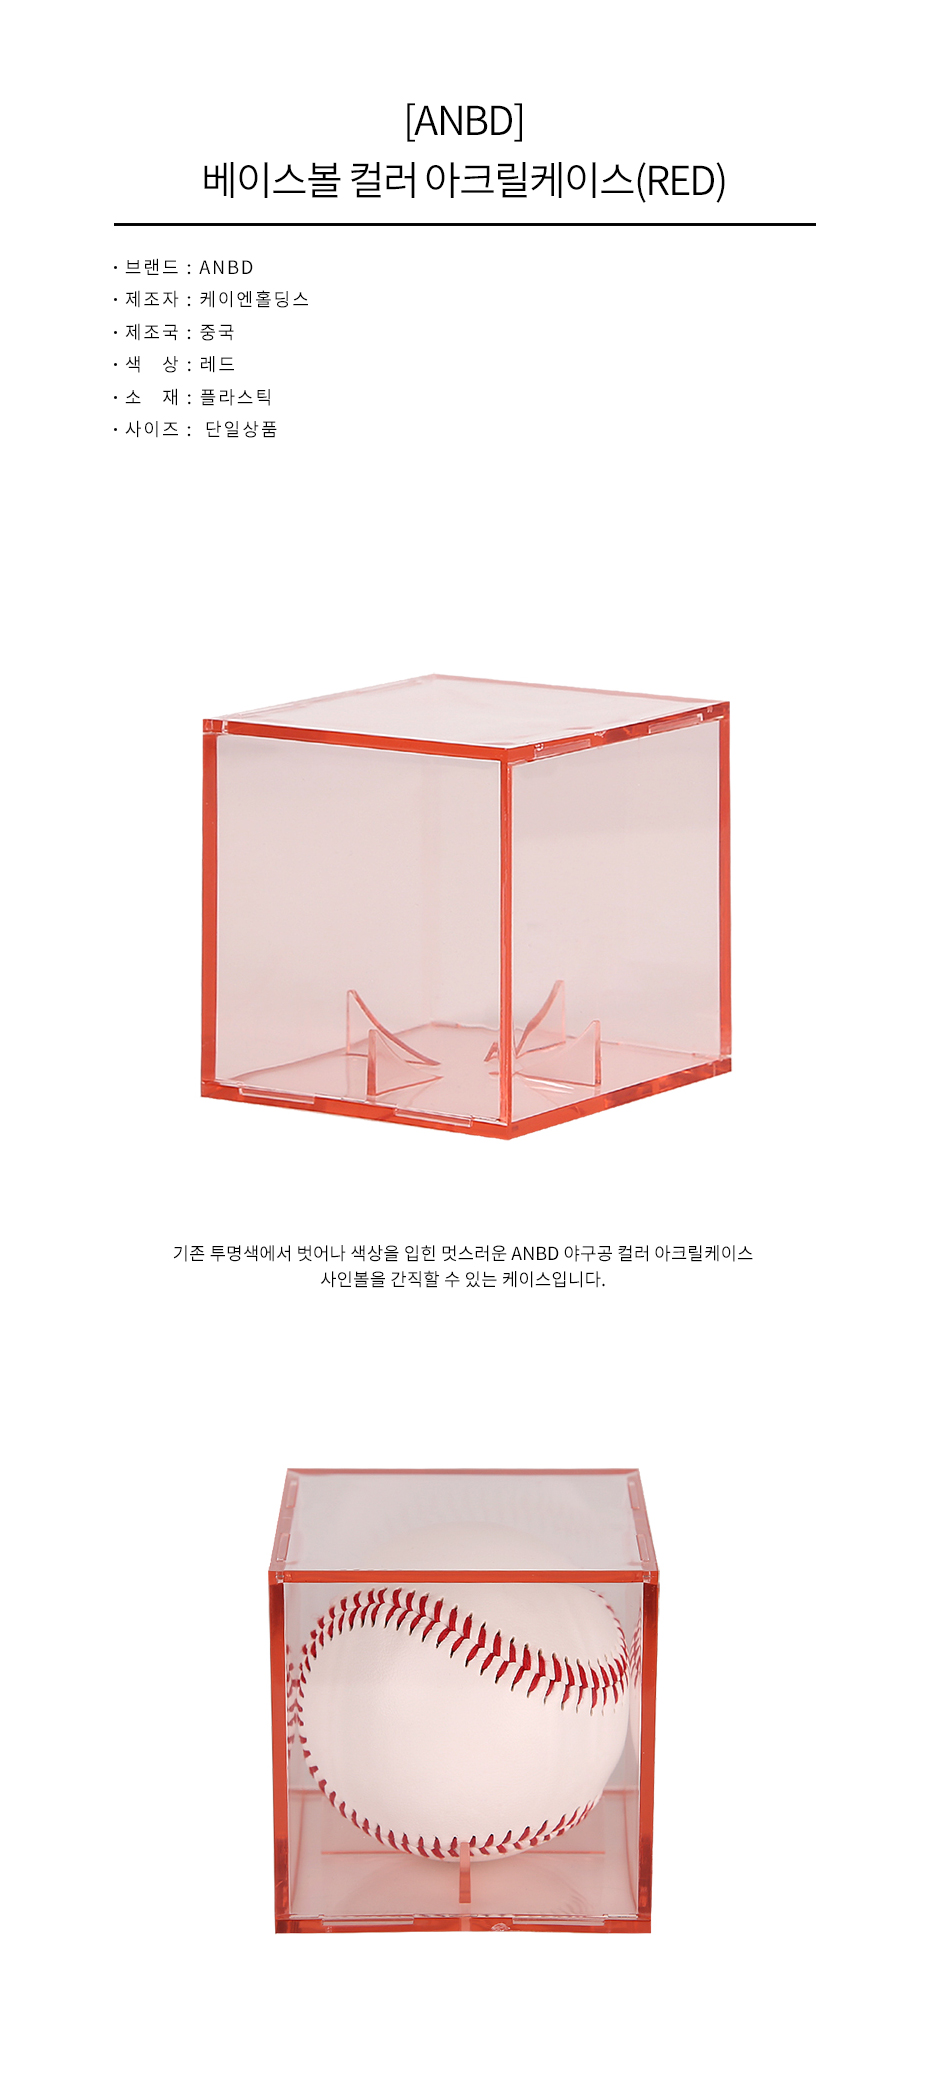 [ANBD]
베이스볼 컬러 아크릴케이스(RED)
· 브랜드 : ANBD
· 제조자 : 케이엔홀딩스
· 제조국 : 중국
· 색 상 : 레드
· 소 재 : 플라스틱
· 사이즈 : 단일상품
기존 투명색에서 벗어나 색상을 입힌 멋스러운 ANBD 야구공 컬러 아크릴케이스
사인볼을 간직할 수 있는 케이스입니다.